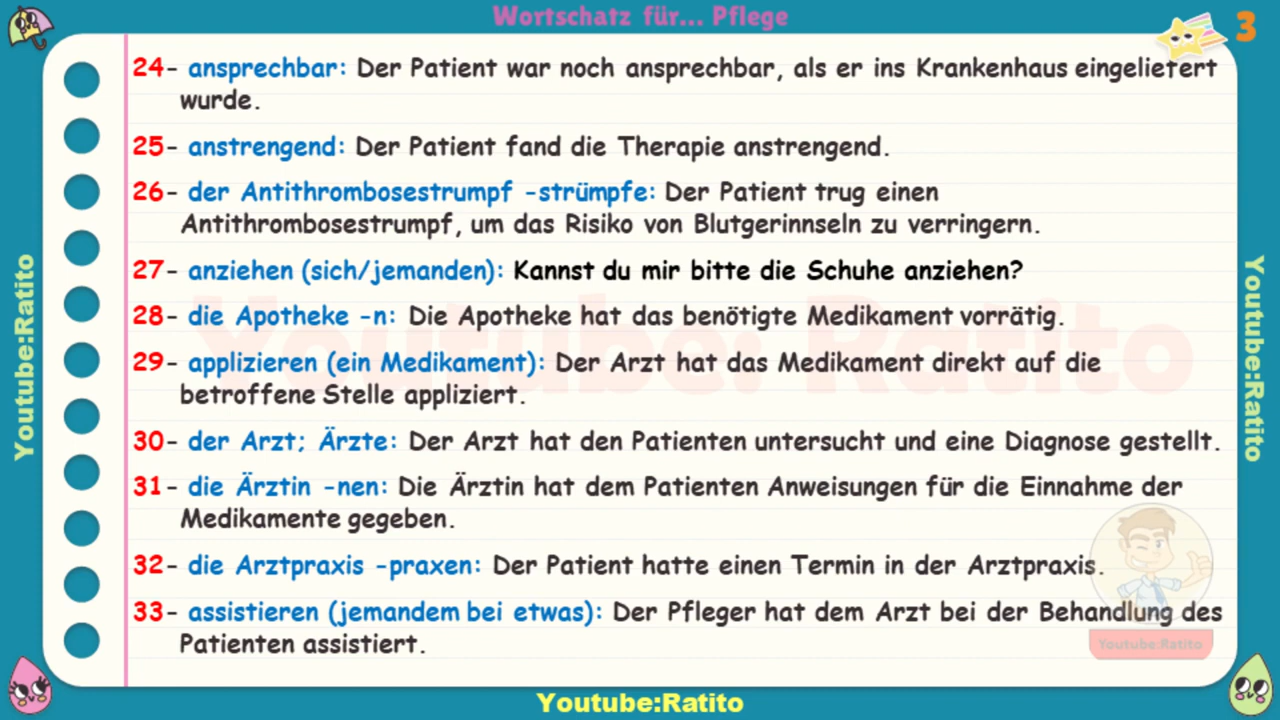 Wortschatz für... Pflege
3
24- ansprechbar: Der Patient war noch ansprechbar, als er ins Krankenhaus eingeliefert
wurde.
25- anstrengend: Der Patient fand die Therapie anstrengend.
26- der Antithrombosestrumpf -strümpfe: Der Patient trug einen
Antithrombosestrumpf, um das Risiko von Blutgerinnseln zu verringern.
27- anziehen (sich/jemanden): Kannst du mir bitte die Schuhe anziehen?
28- die Apotheke -n: Die Apotheke hat das benötigte Medikament vorrätig.
29- applizieren (ein Medikament): Der Arzt hat das Medikament direkt auf die
betroffene Stelle appliziert.
30- der Arzt; Ärzte: Der Arzt hat den Patienten untersucht und eine Diagnose gestellt.
31- die Ärztin -nen: Die Ärztin hat dem Patienten Anweisungen für die Einnahme der
Medikamente gegeben.
32- die Arztpraxis -praxen: Der Patient hatte einen Termin in der Arztpraxis.
33- assistieren (jemandem bei etwas): Der Pfleger hat dem Arzt bei der Behandlung des
Patienten assistiert.
Youtube: Ratito
Youtube:Ratito
Youtube:Ratito
Youtube:Ratito
Youtube:Ratito